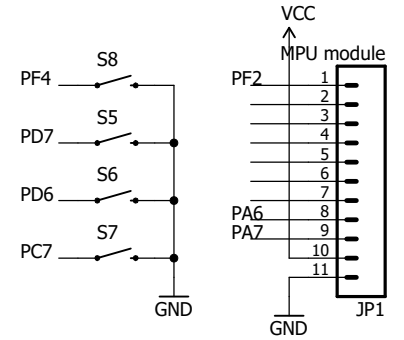 VCC
MPU module
S8
PF4
PF2
1
2
3
S5
PD7
4
5
S6
6
PD6
7
PA6
8
S7
PA7
9
PC7
10
11
GND
JP1
GND